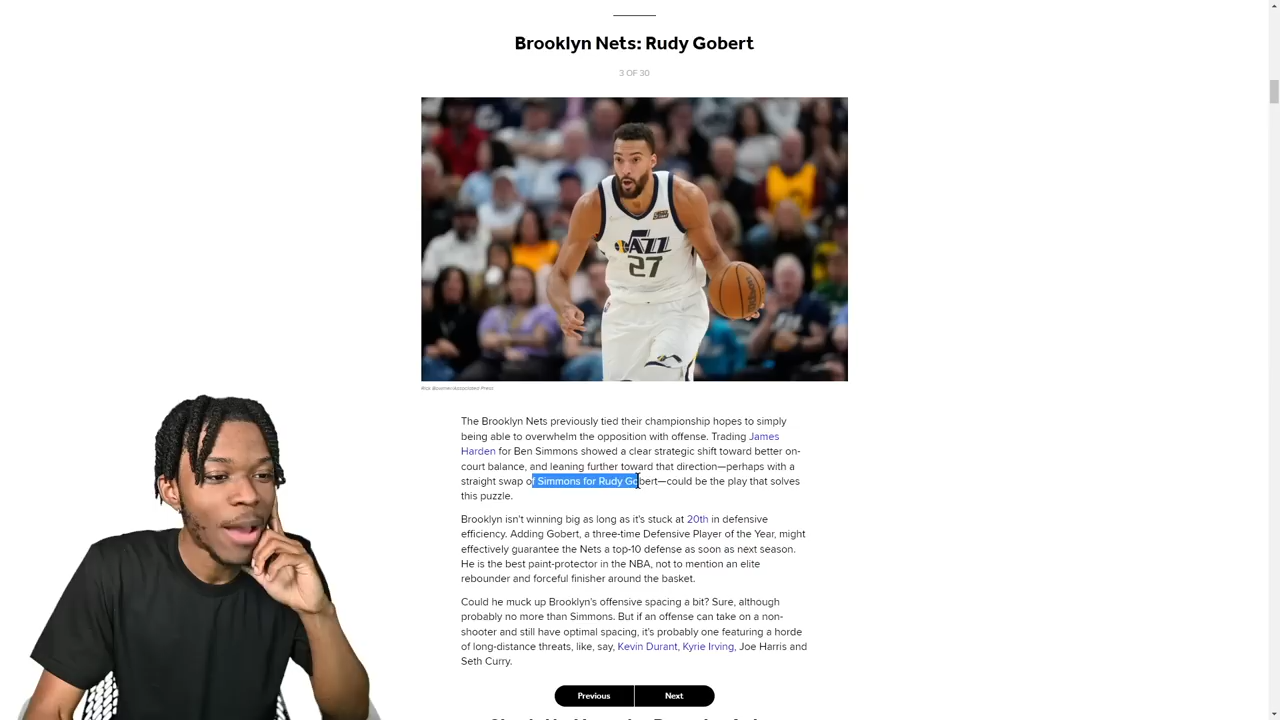 Brooklyn Nets: Rudy Gobert
3 OF 30
JAZZ
27
Rick Bowmer/Associated Press
The Brooklyn Nets previously tied their championship hopes to simply
being able to overwhelm the opposition with offense. Trading James
Harden for Ben Simmons showed a clear strategic shift toward better on-
court balance, and leaning further toward that direction—perhaps with a
straight swap of Simmons for Rudy Gobert—could be the play that solves
this puzzle.
Brooklyn isn't winning big as long as it's stuck at 20th in defensive
efficiency. Adding Gobert, a three-time Defensive Player of the Year, might
effectively guarantee the Nets a top-10 defense as soon as next season.
He is the best paint-protector in the NBA, not to mention an elite
rebounder and forceful finisher around the basket.
Could he muck up Brooklyn's offensive spacing a bit? Sure, although
probably no more than Simmons. But if an offense can take on a non-
shooter and still have optimal spacing, it's probably one featuring a horde
of long-distance threats, like, say, Kevin Durant, Kyrie Irving, Joe Harris and
Seth Curry.
Previous
Next